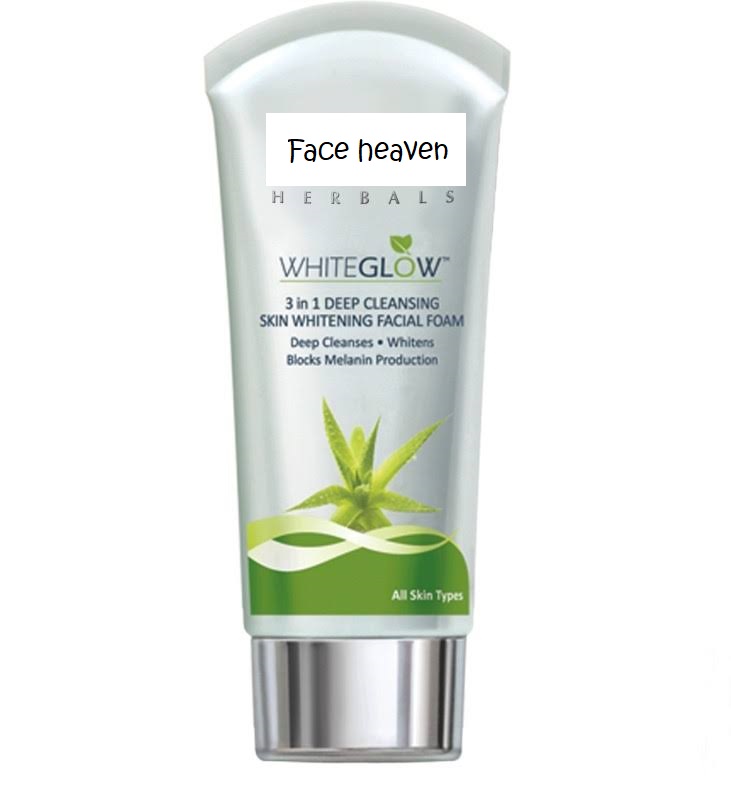 Face heaven
HERBALS
WHITEGLOW™
3 in 1 DEEP CLEANSING
SKIN WHITENING FACIAL FOAM
Deep Cleanses • Whitens
Blocks Melanin Production
All Skin Types